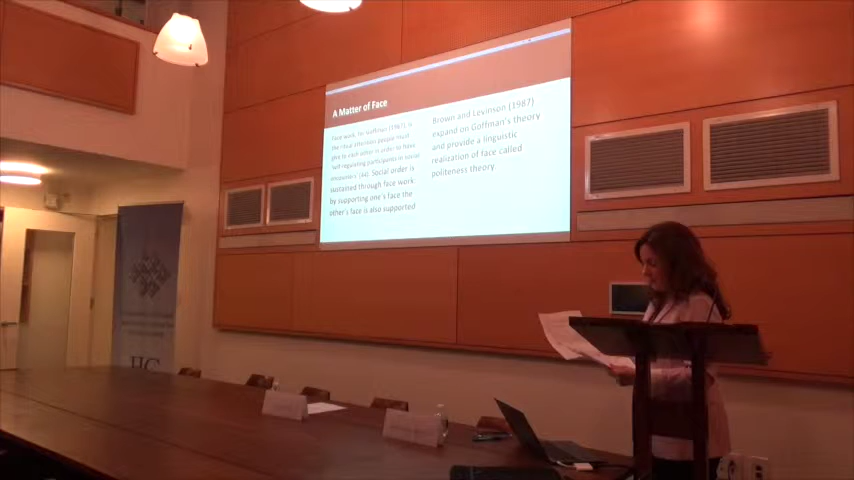 A Matter of Face
Face work, for Goffman (1967), is
the ritual attention people must
give to each other in order to have
'self-regulating participants in social
encounters' (44). Social order is
sustained through face work:
by supporting one's face the
other's face is also supported
Brown and Levinson (1987)
expand on Goffman's theory
and provide a linguistic
realization of face called
politeness theory.
HC